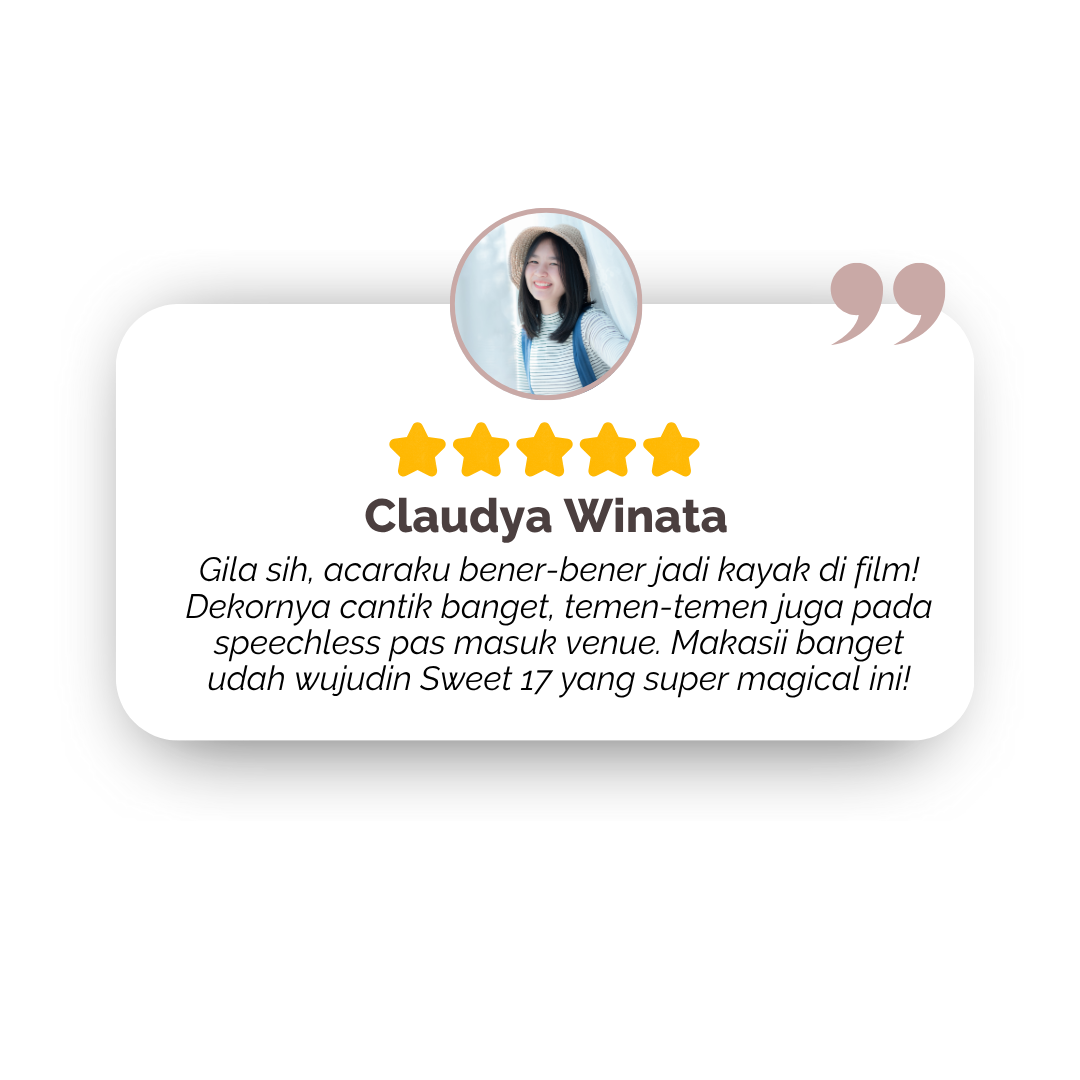 Claudya Winata
Gila sih, acaraku bener-bener jadi kayak di film!
Dekornya cantik banget, temen-temen juga pada
speechless pas masuk venue. Makasii banget
udah wujudin Sweet 17 yang super magical ini!